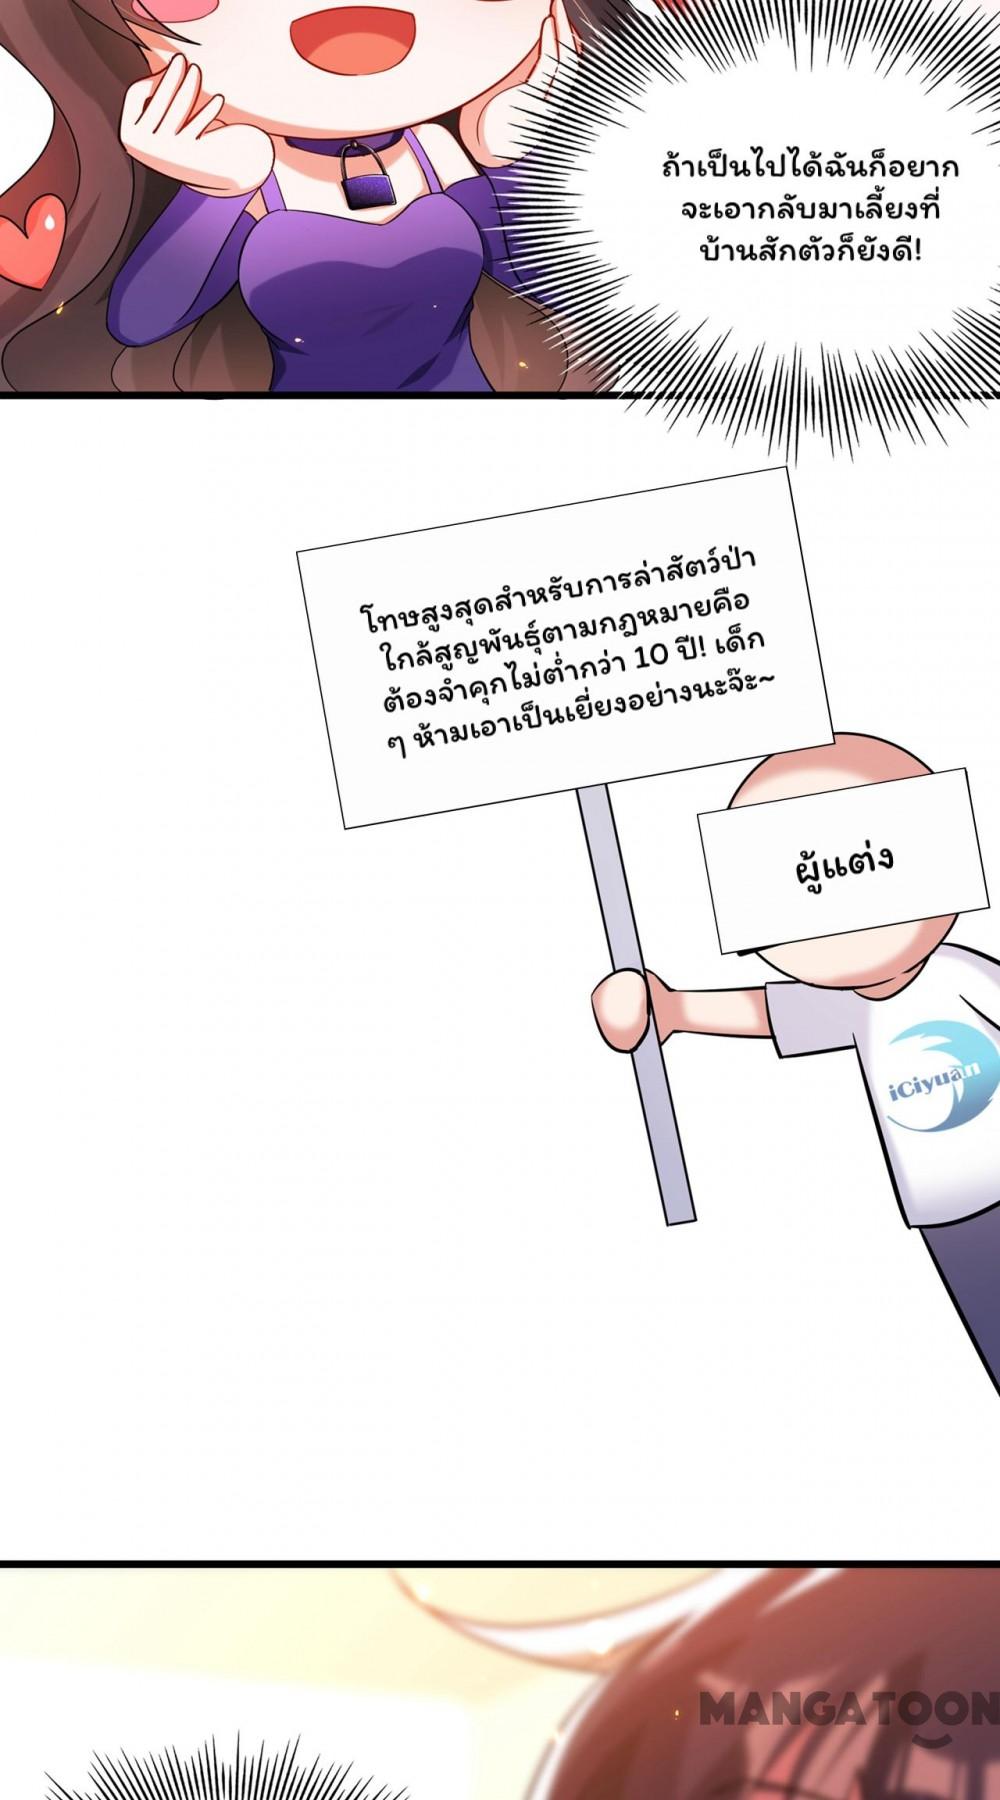 ถ้าเป็นไปได้ฉันก็อยาก
จะเอากลับมาเลี้ยงที่
บ้านสักตัวก็ยังดี!
โทษสูงสุดสำหรับการล่าสัตว์ป่า
ใกล้สูญพันธุ์ตามกฎหมายคือ
ต้องจำคุกไม่ต่ำกว่า 10 ปี! เด็ก
ๆ ห้ามเอาเป็นเยี่ยงอย่างนะจ๊ะ~
ผู้แต่ง
iCiyuan
MANGATOON